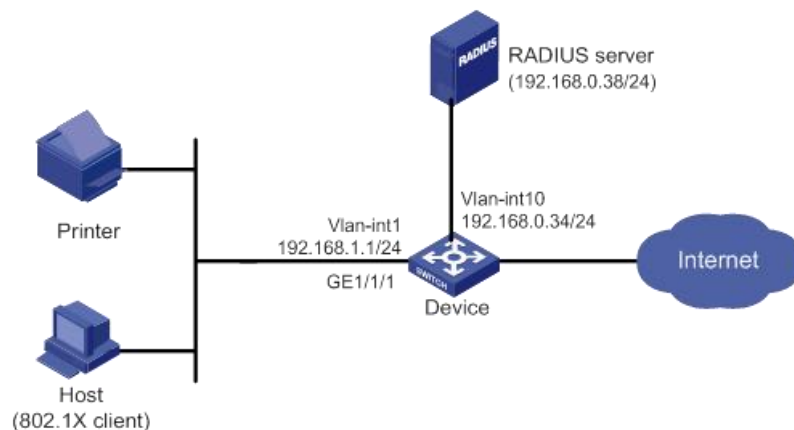 RADIUS
RADIUS server
(192.168.0.38/24)
Printer
Vlan-int1
192.168.1.1/24
GE1/1/1
Vlan-int10
192.168.0.34/24
SWITCH
Device
Internet
Host
(802.1X client)